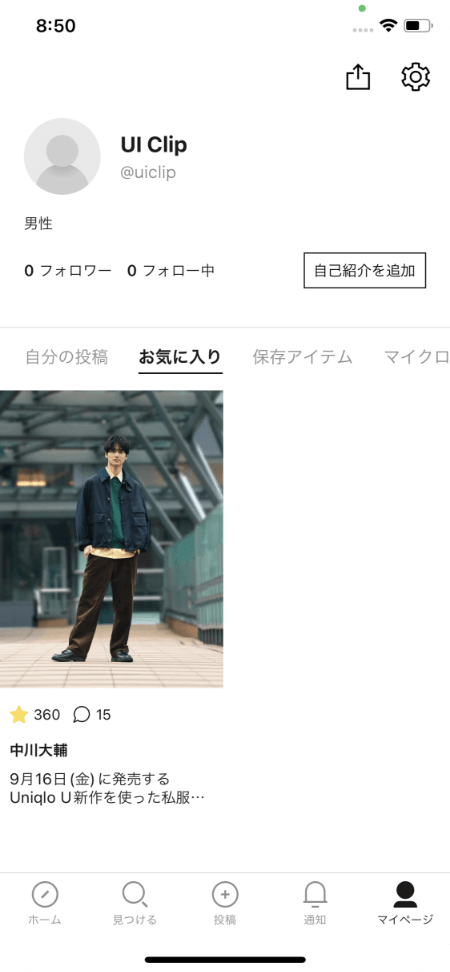 8:50
UI Clip
@uiclip
男性
0 フォロワー 0 フォロー中
自己紹介を追加
自分の投稿 お気に入り 保存アイテム マイクロ
360 15
中川大輔
9月16日(金)に発売する
Uniqlo U新作を使った私服…
ホーム 見つける 投稿 通知 マイページ